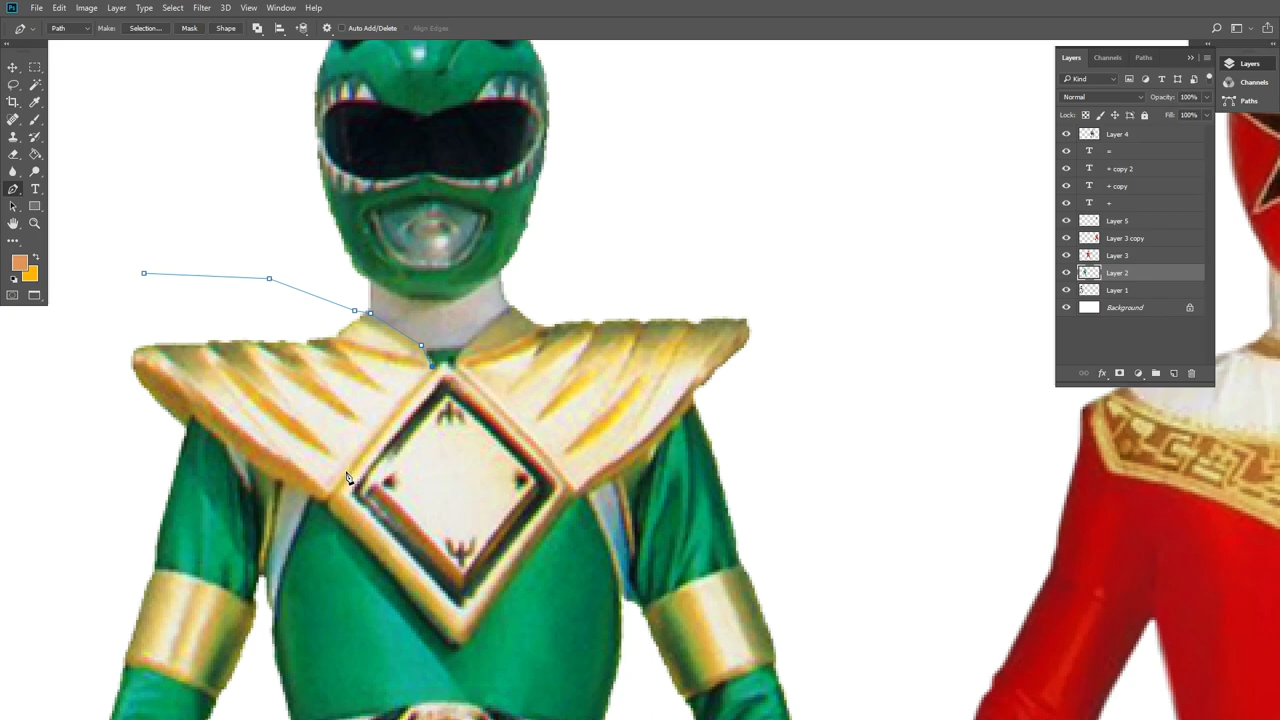 Ps File Edit Image Layer Type Select Filter 3D View Window Help
Path Make: Selection... Mask Shape Auto Add/Delete Align Edges
Layers Channels Paths
Kind
Normal Opacity: 100%
Lock: Fill: 100%
Layer 4
T =
T + copy 2
T + copy
T +
Layer 5
Layer 3 copy
Layer 3
Layer 2
Layer 1
Background
fx
Layers
Channels
Paths